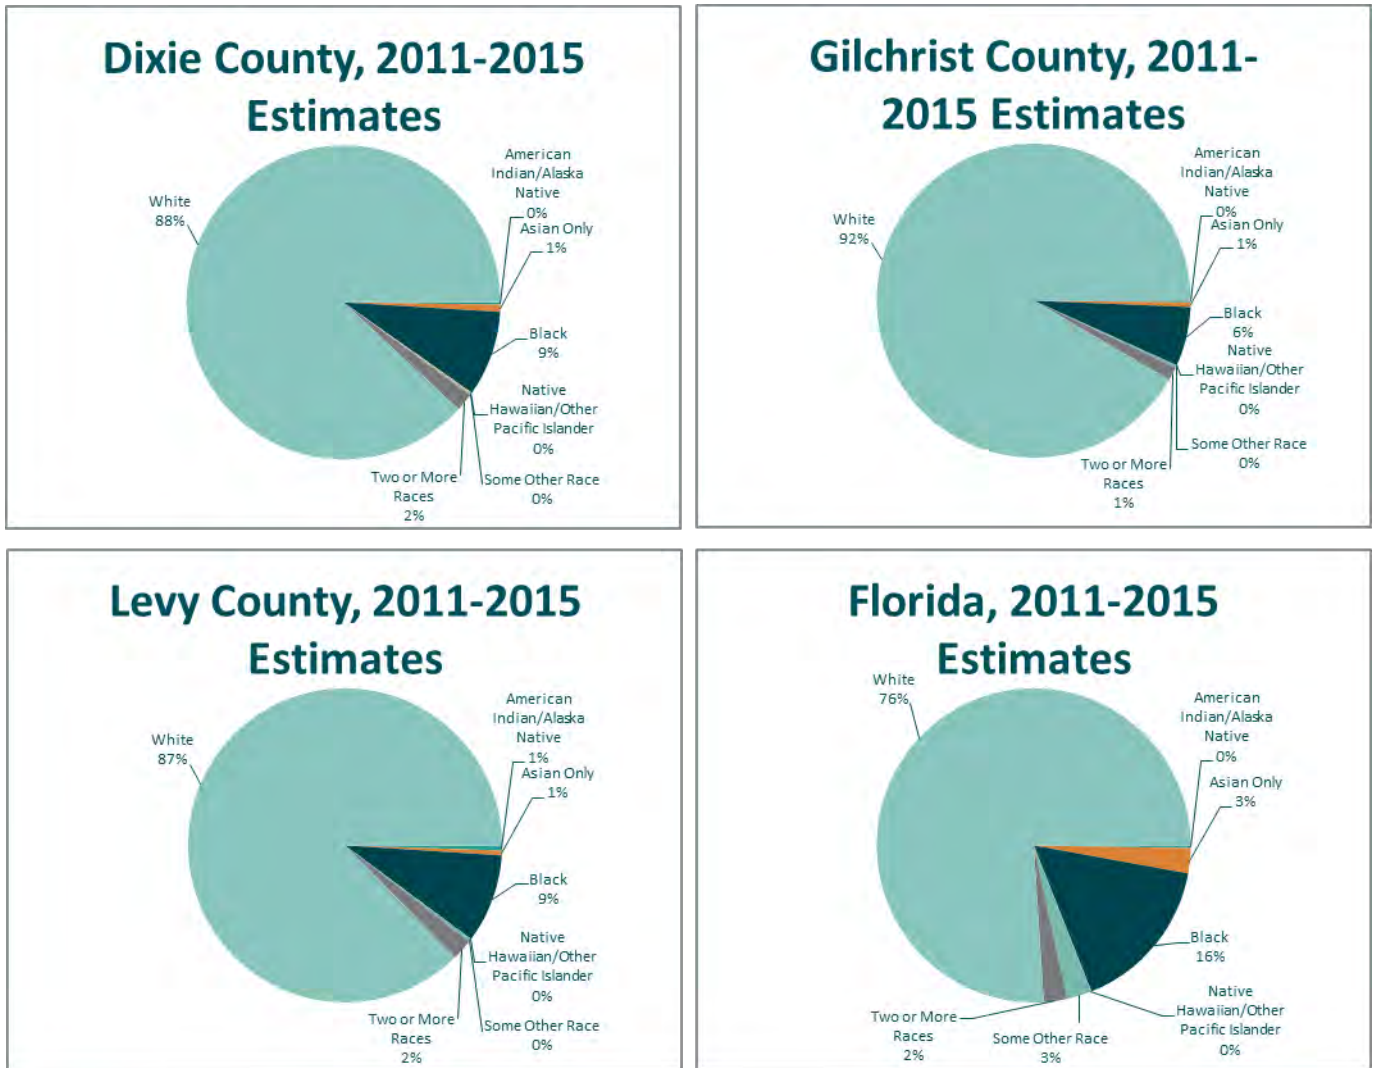 Dixie County, 2011-2015
Estimates
American
Indian/Alaska
Native
0%
Asian Only
1%
White
88%
Black
9%
Native
Hawaiian/Other
Pacific Islander
0%
Two or More
Races
2%
Some Other Race
0%
Gilchrist County, 2011-
2015 Estimates
American
Indian/Alaska
Native
0%
Asian Only
1%
White
92%
Black
6%
Native
Hawaiian/Other
Pacific Islander
0%
Some Other Race
0%
Two or More
Races
1%
Levy County, 2011-2015
Estimates
American
Indian/Alaska
Native
1%
Asian Only
1%
White
87%
Black
9%
Native
Hawaiian/Other
Pacific Islander
0%
Two or More
Races
2%
Some Other Race
0%
Florida, 2011-2015
Estimates
White
76%
American
Indian/Alaska
Native
0%
Asian Only
3%
Black
16%
Native
Hawaiian/Other
Pacific Islander
0%
Two or More
Races
2%
Some Other Race
3%